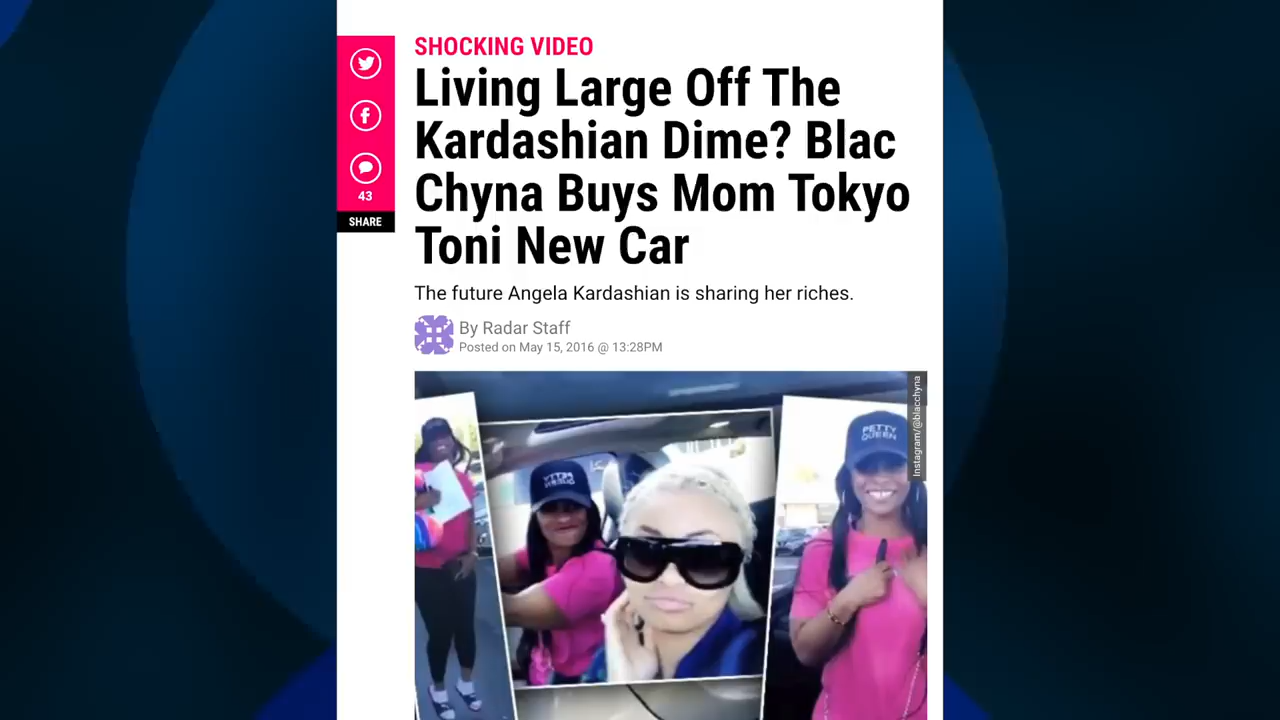 SHOCKING VIDEO
Living Large Off The
Kardashian Dime? Blac
Chyna Buys Mom Tokyo
Toni New Car
The future Angela Kardashian is sharing her riches.
By Radar Staff
Posted on May 15, 2016 @ 13:28PM
43
SHARE
Instagram/@blacchyna
PETTY
QUEEN
PETTY
QUEEN